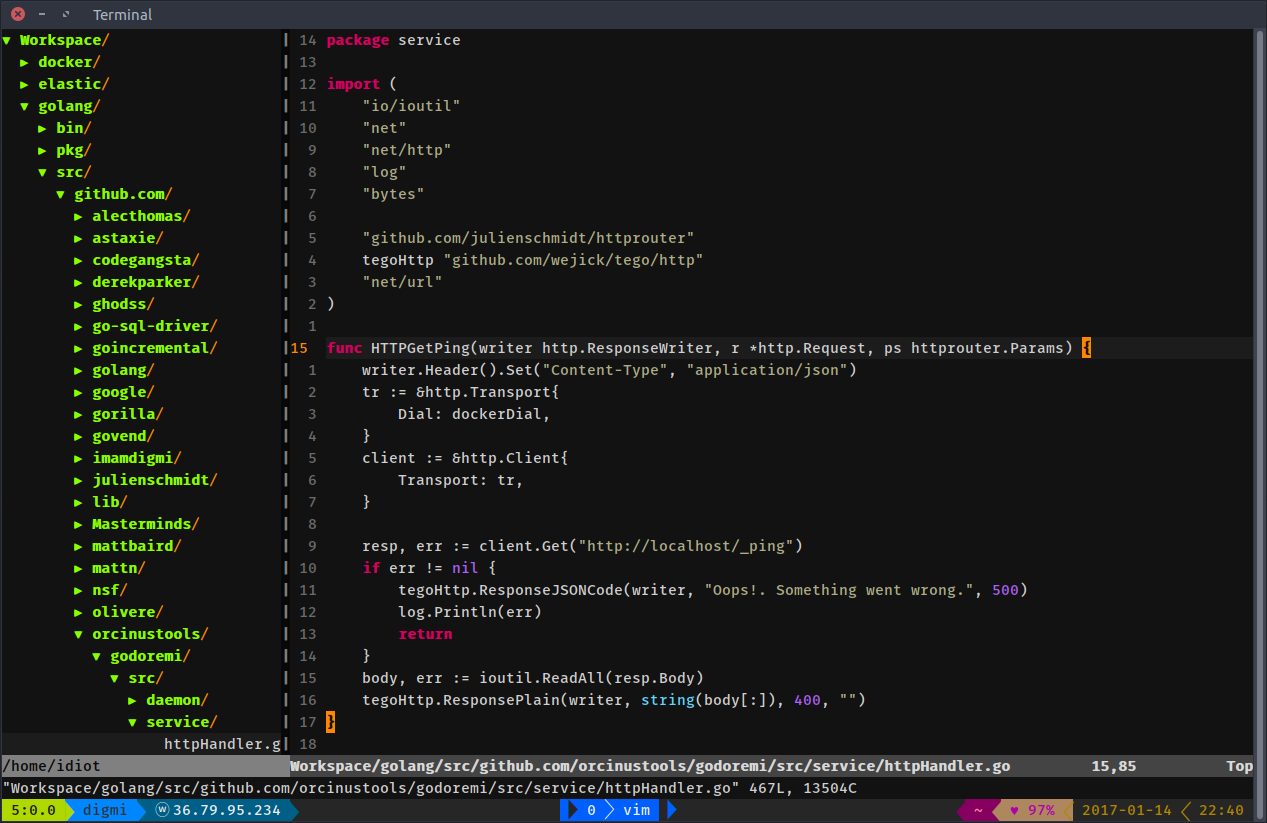 Terminal
▼ Workspace/
▶ docker/
▶ elastic/
▼ golang/
▶ bin/
▶ pkg/
▼ src/
▼ github.com/
▶ alecthomas/
▶ astaxie/
▶ codegangsta/
▶ derekparker/
▶ ghodss/
▶ go-sql-driver/
▶ goincremental/
▶ golang/
▶ google/
▶ gorilla/
▶ govend/
▶ imamdigmi/
▶ julienschmidt/
▶ lib/
▶ Masterminds/
▶ mattbaird/
▶ mattn/
▶ nsf/
▶ olivere/
▼ orcinustools/
▼ godoremi/
▼ src/
▶ daemon/
▼ service/
httpHandler.g
/home/idiot
14 package service
13
12 import (
11     "io/ioutil"
10     "net"
9     "net/http"
8     "log"
7     "bytes"
6
5     "github.com/julienschmidt/httprouter"
4     tegoHttp "github.com/wejick/tego/http"
3     "net/url"
2 )
1
15 func HTTPGetPing(writer http.ResponseWriter, r *http.Request, ps httprouter.Params) {
1     writer.Header().Set("Content-Type", "application/json")
2     tr := &http.Transport{
3         Dial: dockerDial,
4     }
5     client := &http.Client{
6         Transport: tr,
7     }
8
9     resp, err := client.Get("http://localhost/_ping")
10     if err != nil {
11         tegoHttp.ResponseJSONCode(writer, "Oops!. Something went wrong.", 500)
12         log.Println(err)
13         return
14     }
15     body, err := ioutil.ReadAll(resp.Body)
16     tegoHttp.ResponsePlain(writer, string(body[:]), 400, "")
17 }
18
Workspace/golang/src/github.com/orcinustools/godoremi/src/service/httpHandler.go 15,85 Top
"Workspace/golang/src/github.com/orcinustools/godoremi/src/service/httpHandler.go" 467L, 13504C
5:0.0 digmi ⓦ 36.79.95.234 0 vim ~ ♥ 97% 2017-01-14 22:40